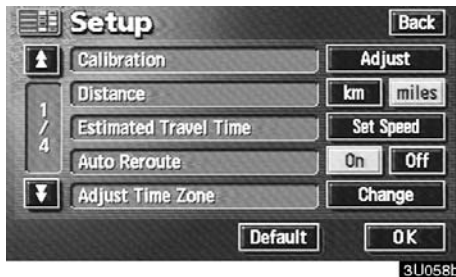 Setup
Back
Calibration
Adjust
Distance
km
miles
1/4
Estimated Travel Time
Set Speed
Auto Reroute
On
Off
Adjust Time Zone
Change
Default
OK
3U058b